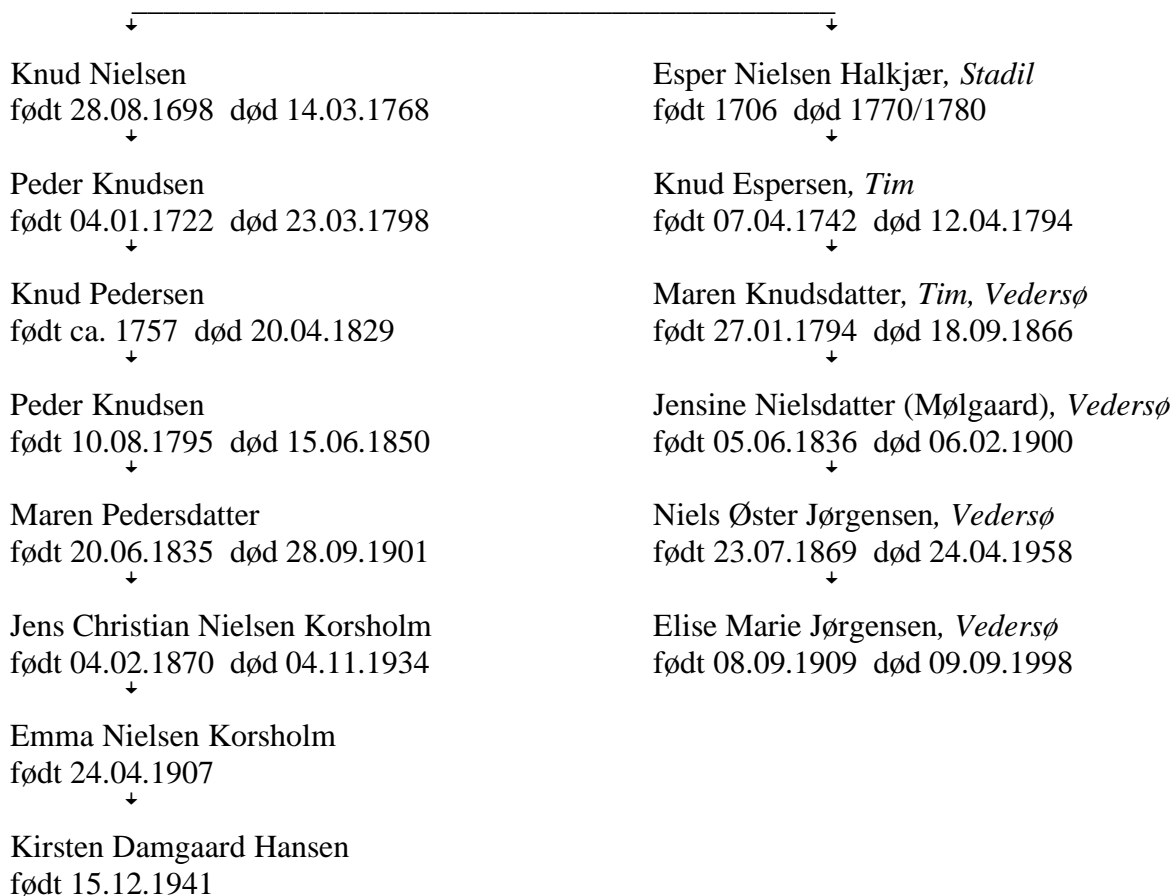 Knud Nielsen
født 28.08.1698 død 14.03.1768
Peder Knudsen
født 04.01.1722 død 23.03.1798
Knud Pedersen
født ca. 1757 død 20.04.1829
Peder Knudsen
født 10.08.1795 død 15.06.1850
Maren Pedersdatter
født 20.06.1835 død 28.09.1901
Jens Christian Nielsen Korsholm
født 04.02.1870 død 04.11.1934
Emma Nielsen Korsholm
født 24.04.1907
Kirsten Damgaard Hansen
født 15.12.1941
Esper Nielsen Halkjær, Stadil
født 1706 død 1770/1780
Knud Espersen, Tim
født 07.04.1742 død 12.04.1794
Maren Knudsdatter, Tim, Vedersø
født 27.01.1794 død 18.09.1866
Jensine Nielsdatter (Mølgaard), Vedersø
født 05.06.1836 død 06.02.1900
Niels Øster Jørgensen, Vedersø
født 23.07.1869 død 24.04.1958
Elise Marie Jørgensen, Vedersø
født 08.09.1909 død 09.09.1998